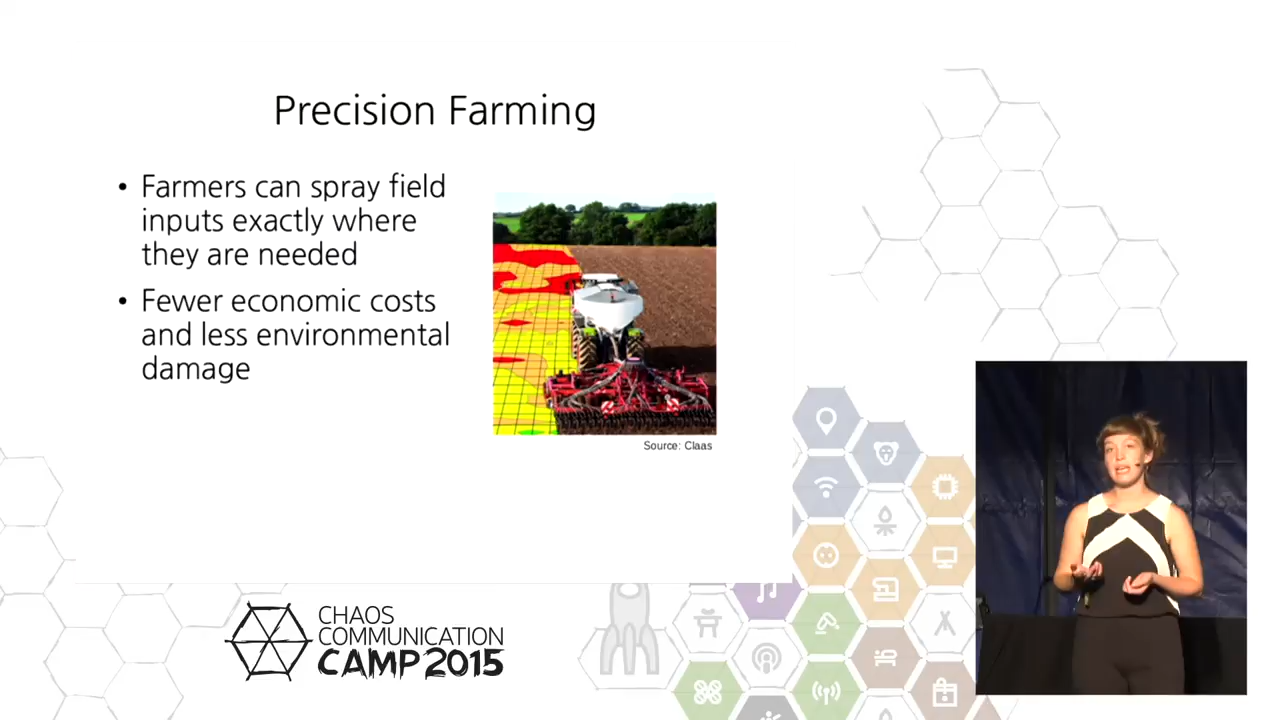 Precision Farming
• Farmers can spray field
inputs exactly where
they are needed
• Fewer economic costs
and less environmental
damage
Source: Claas
CHAOS
COMMUNICATION
CAMP 2015